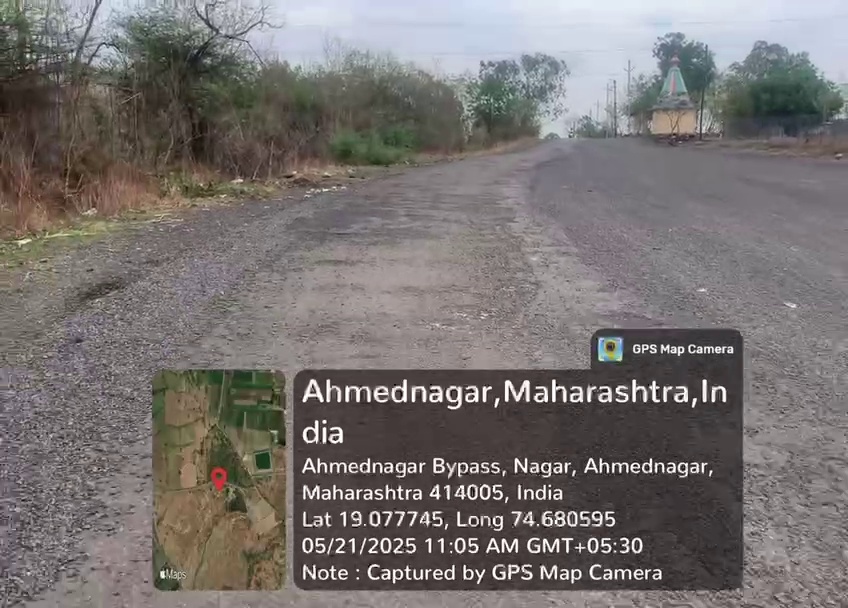 GPS Map Camera
Ahmednagar,Maharashtra,In
dia
Ahmednagar Bypass, Nagar, Ahmednagar,
Maharashtra 414005, India
Lat 19.077745, Long 74.680595
05/21/2025 11:05 AM GMT+05:30
Note : Captured by GPS Map Camera
Maps